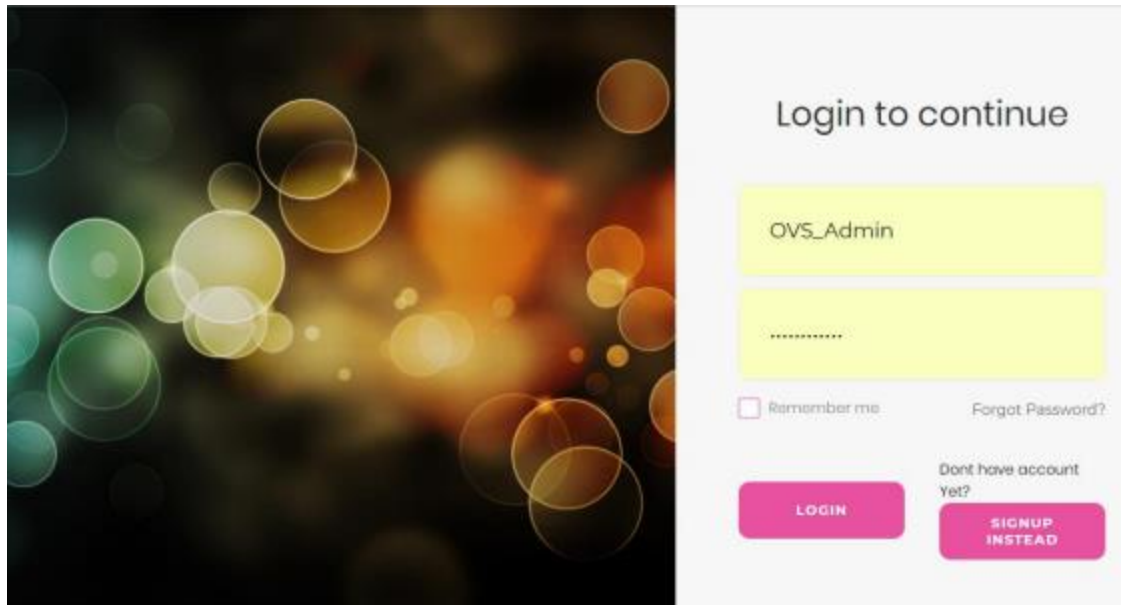 Login to continue
OVS_Admin
............
Remember me
Forgot Password?
Dont have account
Yet?
LOGIN
SIGNUP
INSTEAD